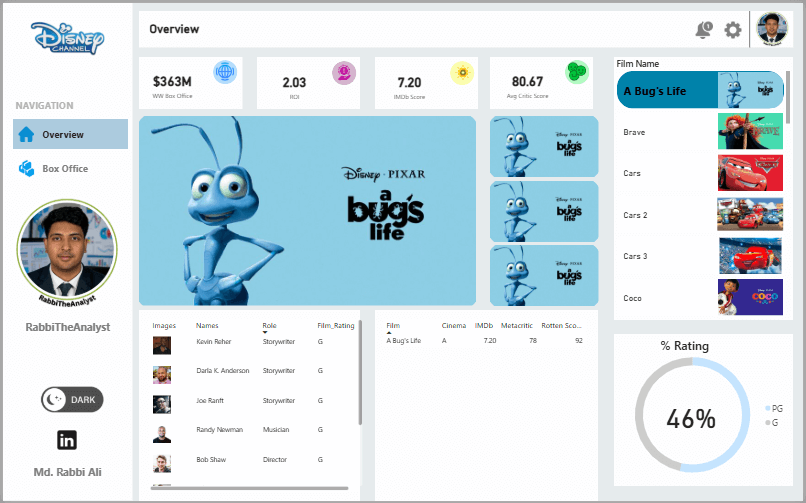 Disney
CHANNEL
NAVIGATION
Overview
Box Office
RabbiTheAnalyst
RabbiTheAnalyst
DARK
in
Md. Rabbi Ali
Overview
1
$363M
WW Box Office
2.03
ROI
7.20
IMDb Score
80.67
Avg Critic Score
Disney · PIXAR
a
bug's
life
Disney · PIXAR
a
bug's
life
Disney · PIXAR
a
bug's
life
Disney · PIXAR
a
bug's
life
Images Names Role Film_Rating
Kevin Reher Storywriter G
Darla K. Anderson Storywriter G
Joe Ranft Storywriter G
Randy Newman Musician G
Bob Shaw Director G
Film Cinema IMDb Metacritic Rotten Sco...
A Bug's Life A 7.20 78 92
Film Name
A Bug's Life
Brave
BRAVE
Cars
Cars 2
Cars 3
Coco
COCO
% Rating
46%
PG
G